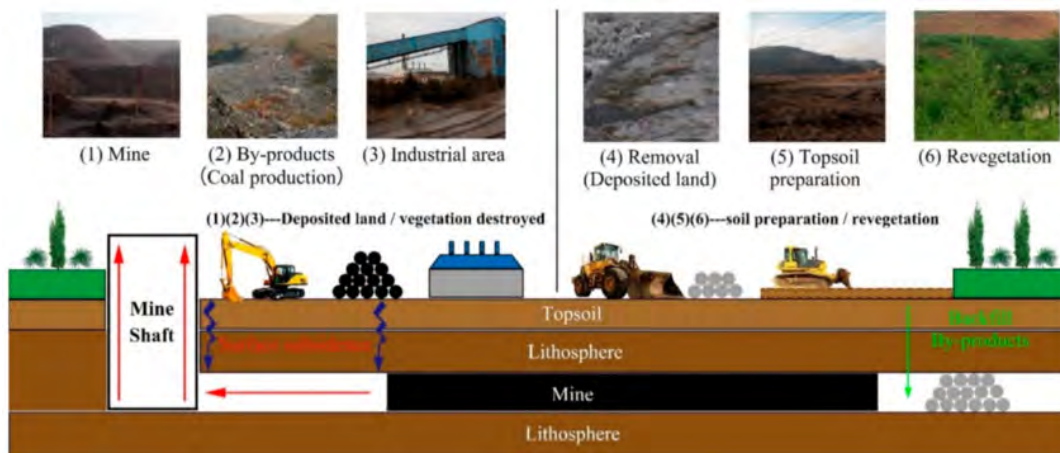 (1) Mine
(2) By-products
(Coal production)
(3) Industrial area
(4) Removal
(Deposited land)
(5) Topsoil
preparation
(6) Revegetation
(1)(2)(3)---Deposited land / vegetation destroyed
(4)(5)(6)---soil preparation / revegetation
Mine
Shaft
Topsoil
Surface subsidence
Backfill
By-products
Lithosphere
Mine
Lithosphere